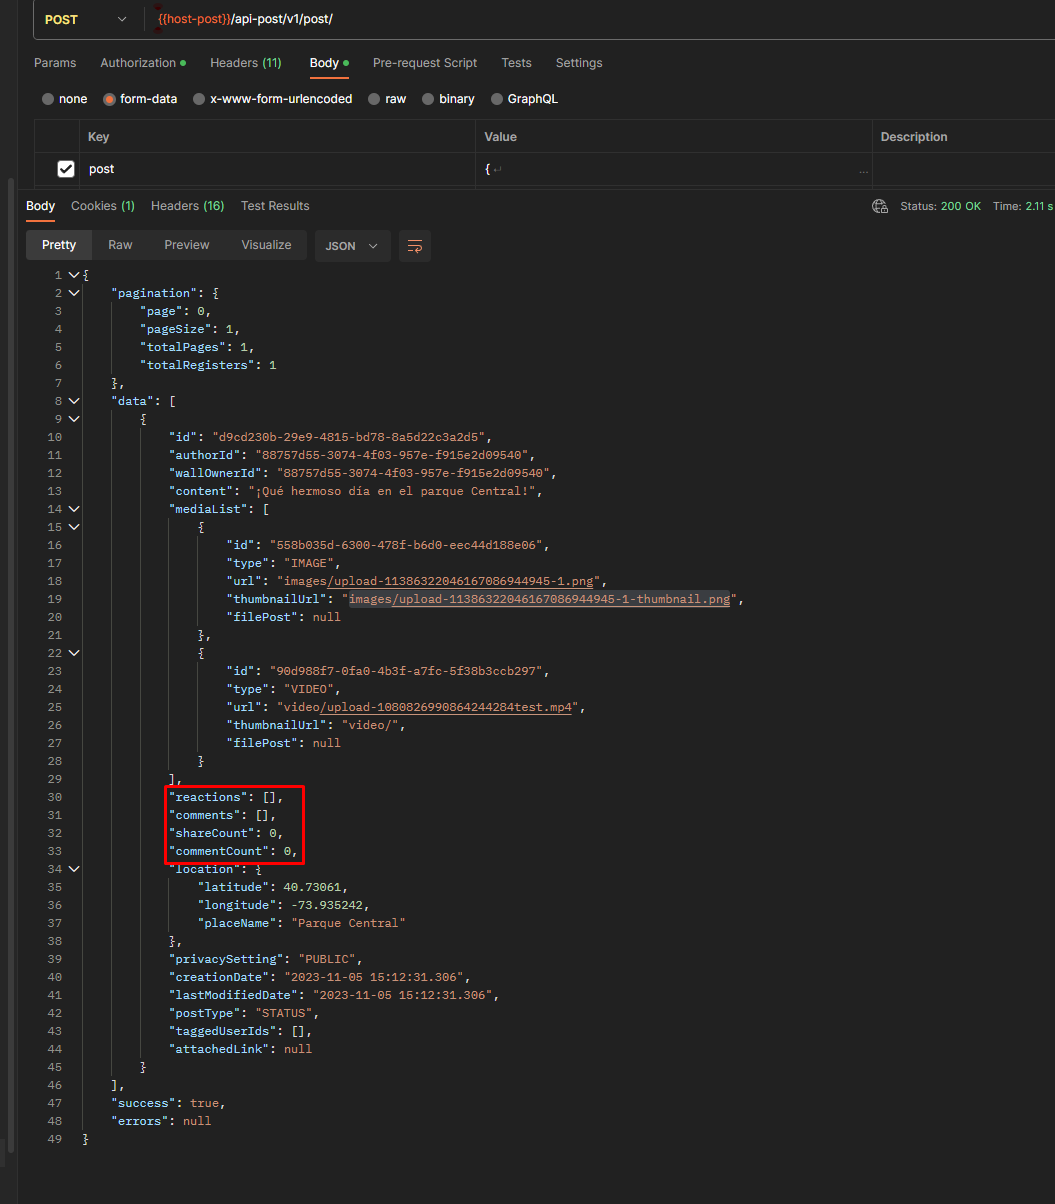 POST {{host-post}}/api-post/v1/post/
Params Authorization Headers (11) Body Pre-request Script Tests Settings
none form-data x-www-form-urlencoded raw binary GraphQL
Key Value Description
post { ↵ ...
Body Cookies (1) Headers (16) Test Results Status: 200 OK Time: 2.11 s
Pretty Raw Preview Visualize JSON
1 {
2 "pagination": {
3 "page": 0,
4 "pageSize": 1,
5 "totalPages": 1,
6 "totalRegisters": 1
7 },
8 "data": [
9 {
10 "id": "d9cd230b-29e9-4815-bd78-8a5d22c3a2d5",
11 "authorId": "88757d55-3074-4f03-957e-f915e2d09540",
12 "wallOwnerId": "88757d55-3074-4f03-957e-f915e2d09540",
13 "content": "¡Qué hermoso día en el parque Central!",
14 "mediaList": [
15 {
16 "id": "558b035d-6300-478f-b6d0-eec44d188e06",
17 "type": "IMAGE",
18 "url": "images/upload-11386322046167086944945-1.png",
19 "thumbnailUrl": "images/upload-11386322046167086944945-1-thumbnail.png",
20 "filePost": null
21 },
22 {
23 "id": "90d988f7-0fa0-4b3f-a7fc-5f38b3ccb297",
24 "type": "VIDEO",
25 "url": "video/upload-1080826990864244284test.mp4",
26 "thumbnailUrl": "video/",
27 "filePost": null
28 }
29 ],
30 "reactions": [],
31 "comments": [],
32 "shareCount": 0,
33 "commentCount": 0,
34 "location": {
35 "latitude": 40.73061,
36 "longitude": -73.935242,
37 "placeName": "Parque Central"
38 },
39 "privacySetting": "PUBLIC",
40 "creationDate": "2023-11-05 15:12:31.306",
41 "lastModifiedDate": "2023-11-05 15:12:31.306",
42 "postType": "STATUS",
43 "taggedUserIds": [],
44 "attachedLink": null
45 }
46 ],
47 "success": true,
48 "errors": null
49 }